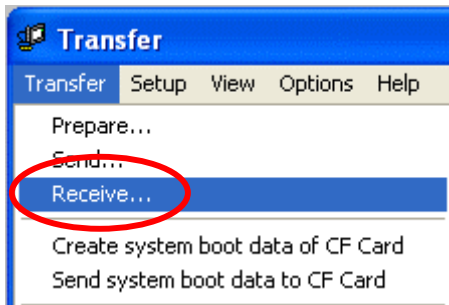 Transfer
Transfer Setup View Options Help
Prepare...
Send...
Receive...
Create system boot data of CF Card
Send system boot data to CF Card